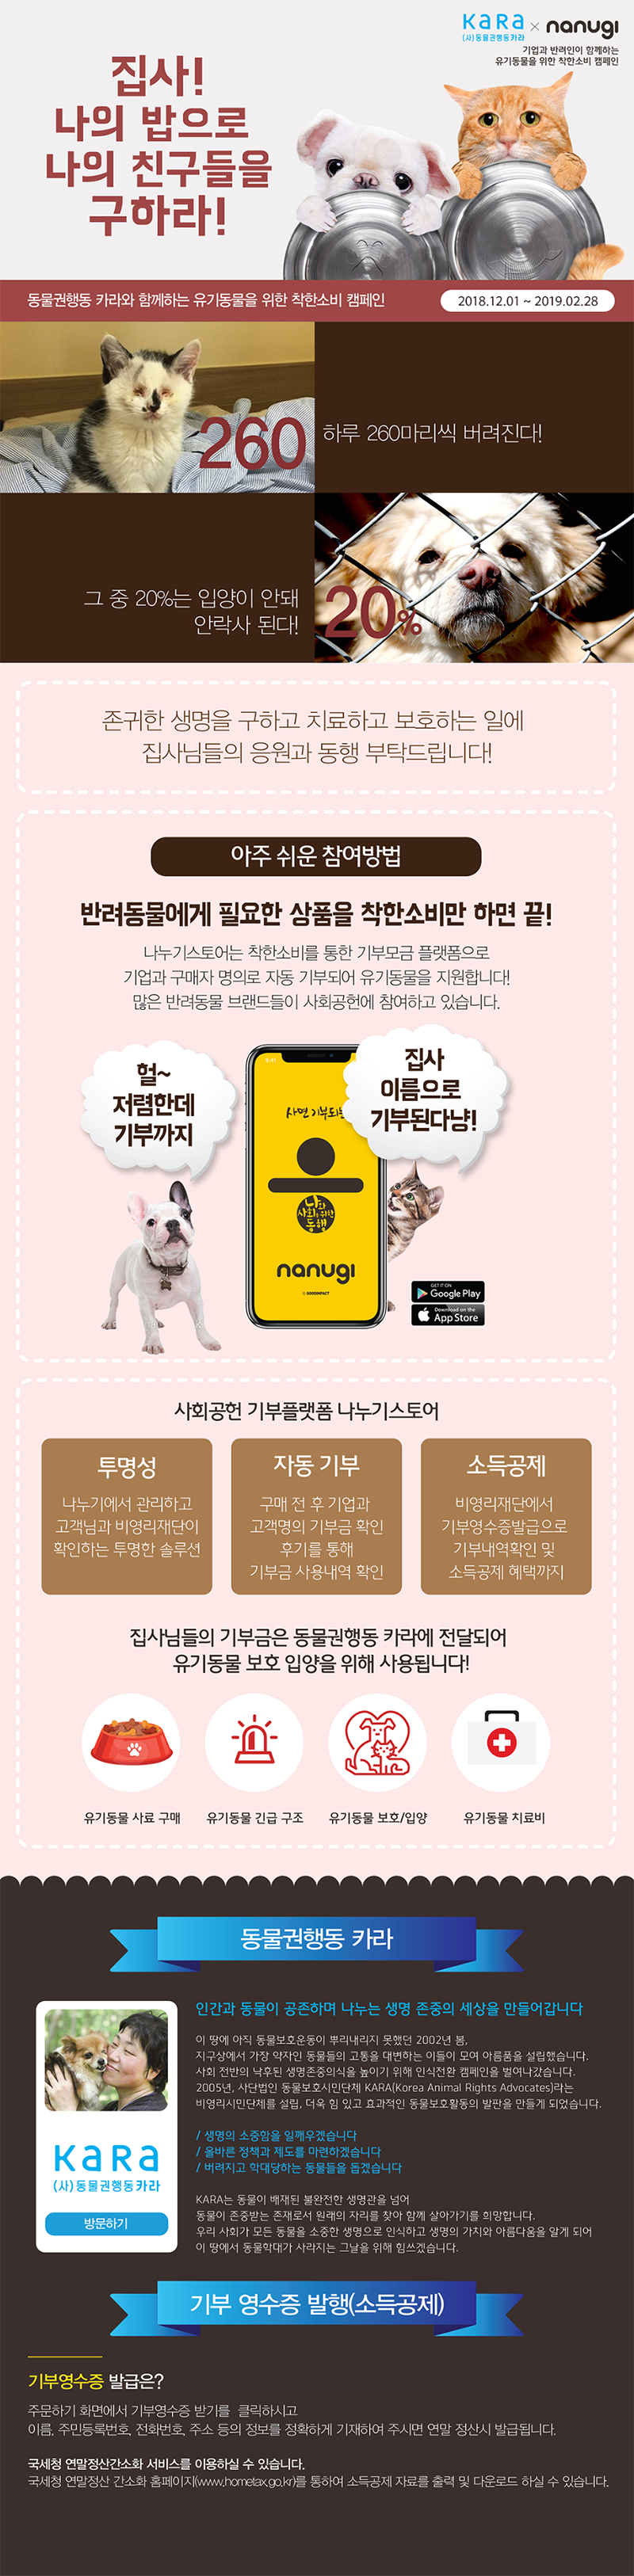 KaRa × nanugi
(사)동물권행동카라
기업과 반려인이 함께하는
유기동물을 위한 착한소비 캠페인
집사!
나의 밥으로
나의 친구들을
구하라!
동물권행동 카라와 함께하는 유기동물을 위한 착한소비 캠페인
2018.12.01 ~ 2019.02.28
260
하루 260마리씩 버려진다!
그 중 20%는 입양이 안돼
안락사 된다!
20%
존귀한 생명을 구하고 치료하고 보호하는 일에
집사님들의 응원과 동행 부탁드립니다!
아주 쉬운 참여방법
반려동물에게 필요한 상품을 착한소비만 하면 끝!
나누기스토어는 착한소비를 통한 기부모금 플랫폼으로
기업과 구매자 명의로 자동 기부되어 유기동물을 지원합니다!
많은 반려동물 브랜드들이 사회공헌에 참여하고 있습니다.
헐~
저렴한데
기부까지
집사
이름으로
기부된다냥!
9:41
사면 기부되는
나와
사회를 위한
동행
nanugi
© GOODIMPACT
GET IT ON
Google Play
Download on the
App Store
사회공헌 기부플랫폼 나누기스토어
투명성
나누기에서 관리하고
고객님과 비영리재단이
확인하는 투명한 솔루션
자동 기부
구매 전 후 기업과
고객명의 기부금 확인
후기를 통해
기부금 사용내역 확인
소득공제
비영리재단에서
기부영수증발급으로
기부내역확인 및
소득공제 혜택까지
집사님들의 기부금은 동물권행동 카라에 전달되어
유기동물 보호 입양을 위해 사용됩니다!
유기동물 사료 구매
유기동물 긴급 구조
유기동물 보호/입양
유기동물 치료비
동물권행동 카라
KaRa
(사)동물권행동카라
방문하기
인간과 동물이 공존하며 나누는 생명 존중의 세상을 만들어갑니다
이 땅에 아직 동물보호운동이 뿌리내리지 못했던 2002년 봄,
지구상에서 가장 약자인 동물들의 고통을 대변하는 이들이 모여 아름품을 설립했습니다.
사회 전반의 낙후된 생명존중의식을 높이기 위해 인식전환 캠페인을 벌여나갔습니다.
2005년, 사단법인 동물보호시민단체 KARA(Korea Animal Rights Advocates)라는
비영리시민단체를 설립, 더욱 힘 있고 효과적인 동물보호활동의 발판을 만들게 되었습니다.
/ 생명의 소중함을 일깨우겠습니다
/ 올바른 정책과 제도를 마련하겠습니다
/ 버려지고 학대당하는 동물들을 돕겠습니다
KARA는 동물이 배재된 불완전한 생명관을 넘어
동물이 존중받는 존재로서 원래의 자리를 찾아 함께 살아가기를 희망합니다.
우리 사회가 모든 동물을 소중한 생명으로 인식하고 생명의 가치와 아름다움을 알게 되어
이 땅에서 동물학대가 사라지는 그날을 위해 힘쓰겠습니다.
기부 영수증 발행(소득공제)
기부영수증 발급은?
주문하기 화면에서 기부영수증 받기를 클릭하시고
이름, 주민등록번호, 전화번호, 주소 등의 정보를 정확하게 기재하여 주시면 연말 정산시 발급됩니다.
국세청 연말정산간소화 서비스를 이용하실 수 있습니다.
국세청 연말정산 간소화 홈페이지(www.hometax.go.kr)를 통하여 소득공제 자료를 출력 및 다운로드 하실 수 있습니다.